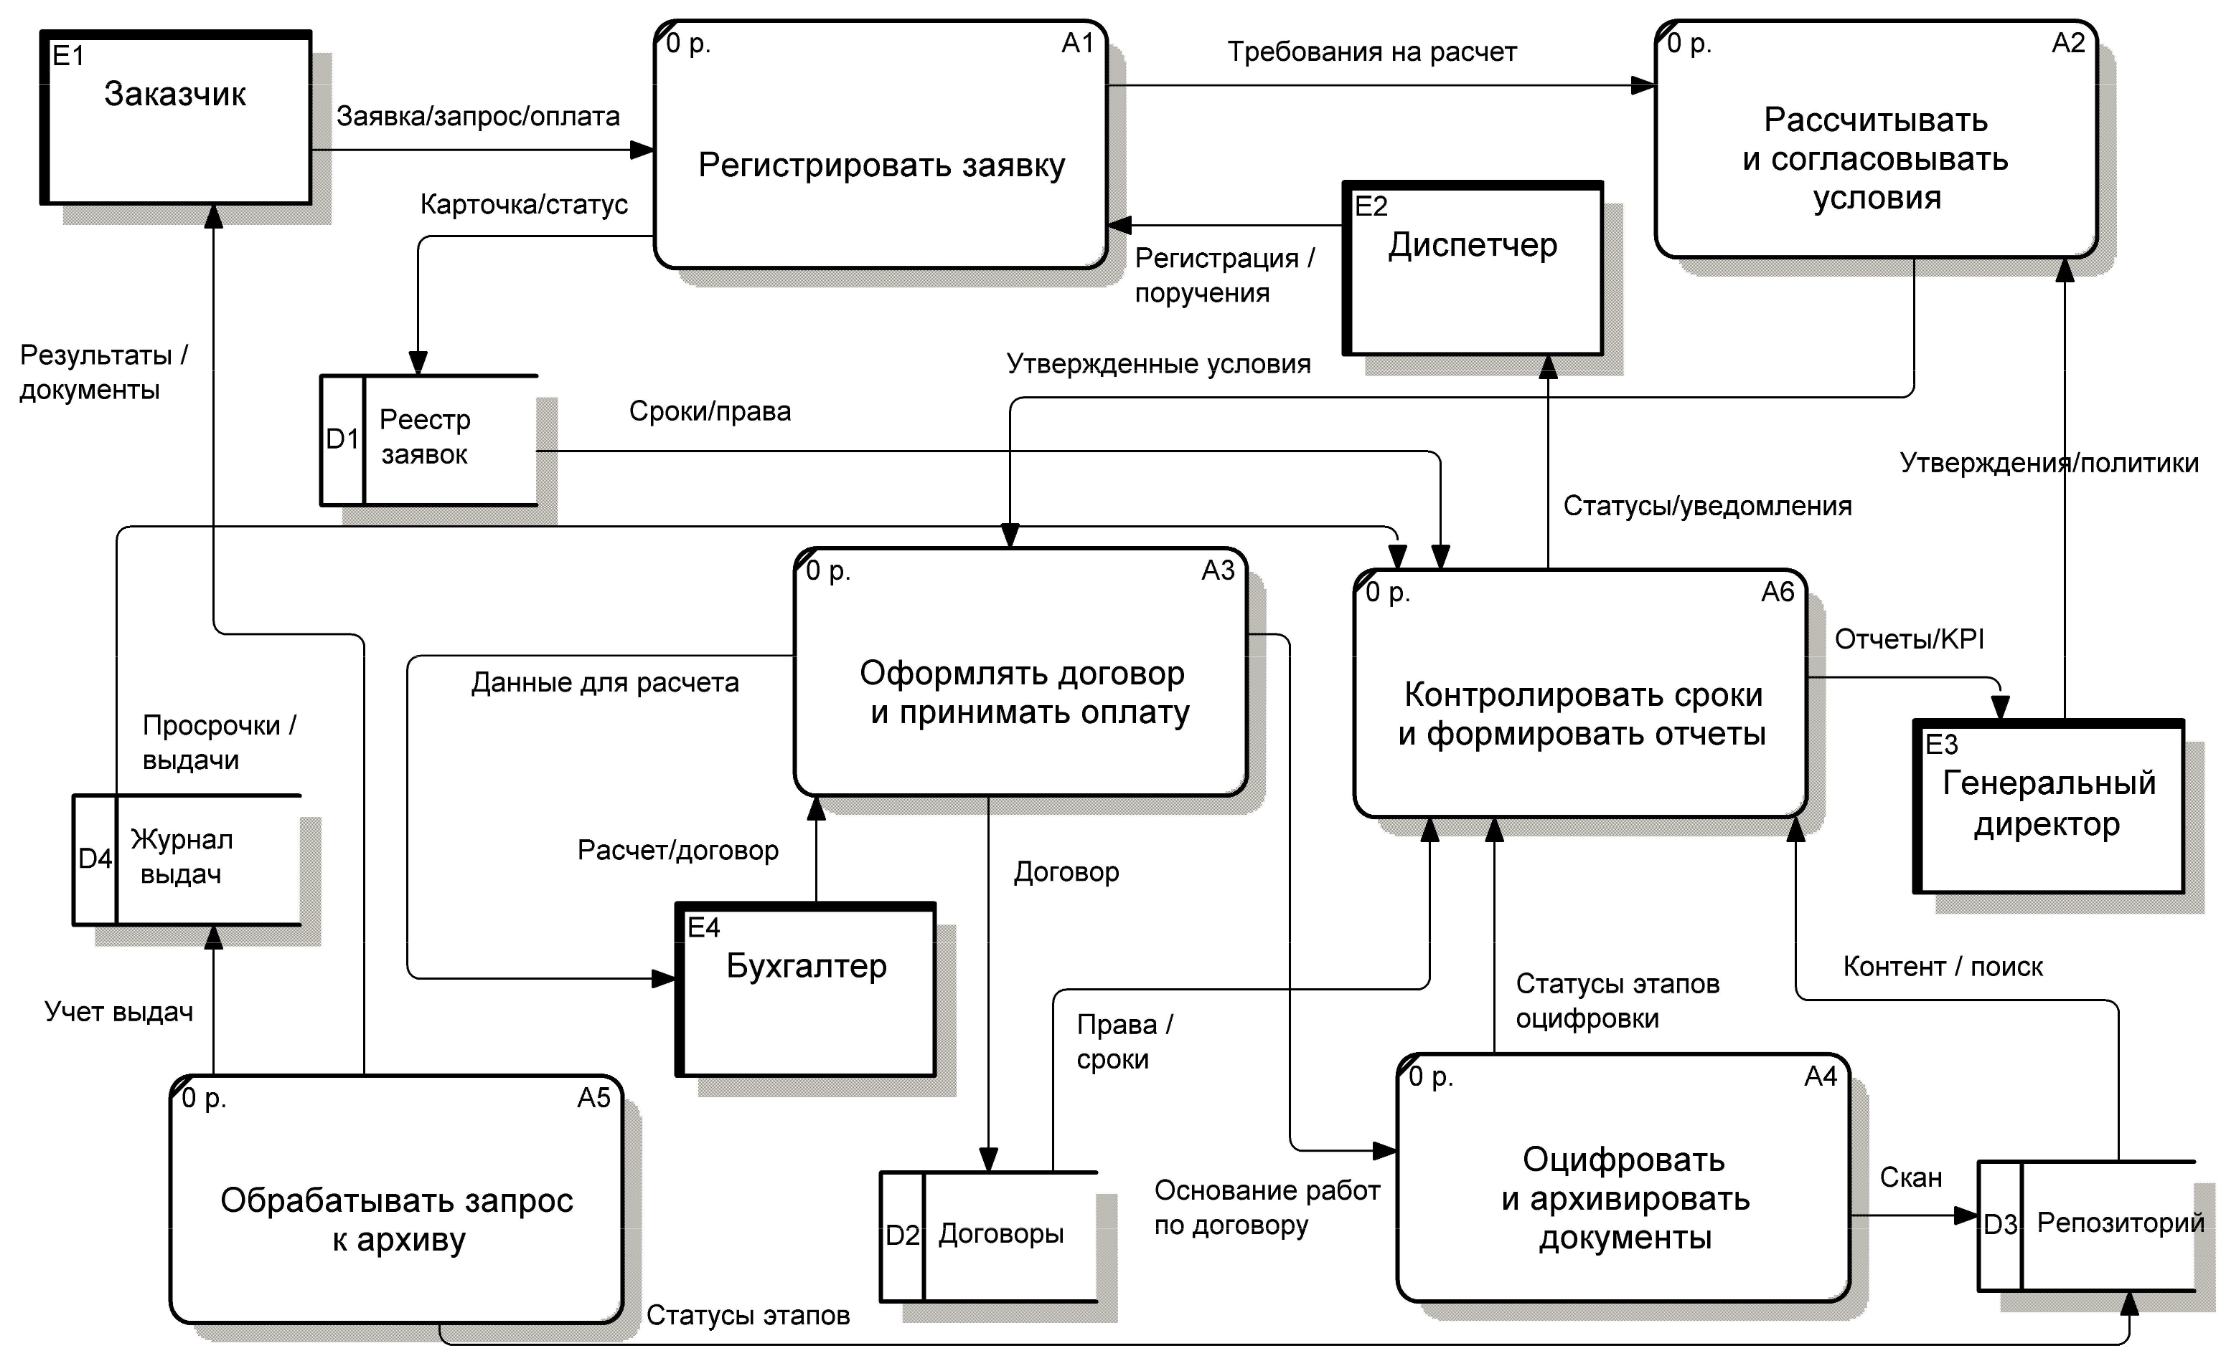 E1
Заказчик
Заявка/запрос/оплата
0 р.
A1
Регистрировать заявку
Требования на расчет
0 р.
A2
Рассчитывать
и согласовывать
условия
Карточка/статус
E2
Диспетчер
Регистрация /
поручения
Результаты /
документы
Утвержденные условия
D1
Реестр
заявок
Сроки/права
Утверждения/политики
Статусы/уведомления
0 р.
A3
Оформлять договор
и принимать оплату
0 р.
A6
Контролировать сроки
и формировать отчеты
Отчеты/KPI
Данные для расчета
Просрочки /
выдачи
E3
Генеральный
директор
D4
Журнал
выдач
Расчет/договор
Договор
E4
Бухгалтер
Контент / поиск
Учет выдач
Статусы этапов
оцифровки
Права /
сроки
0 р.
A5
Обрабатывать запрос
к архиву
0 р.
A4
Оцифровать
и архивировать
документы
Скан
D3
Репозиторий
D2
Договоры
Основание работ
по договору
Статусы этапов